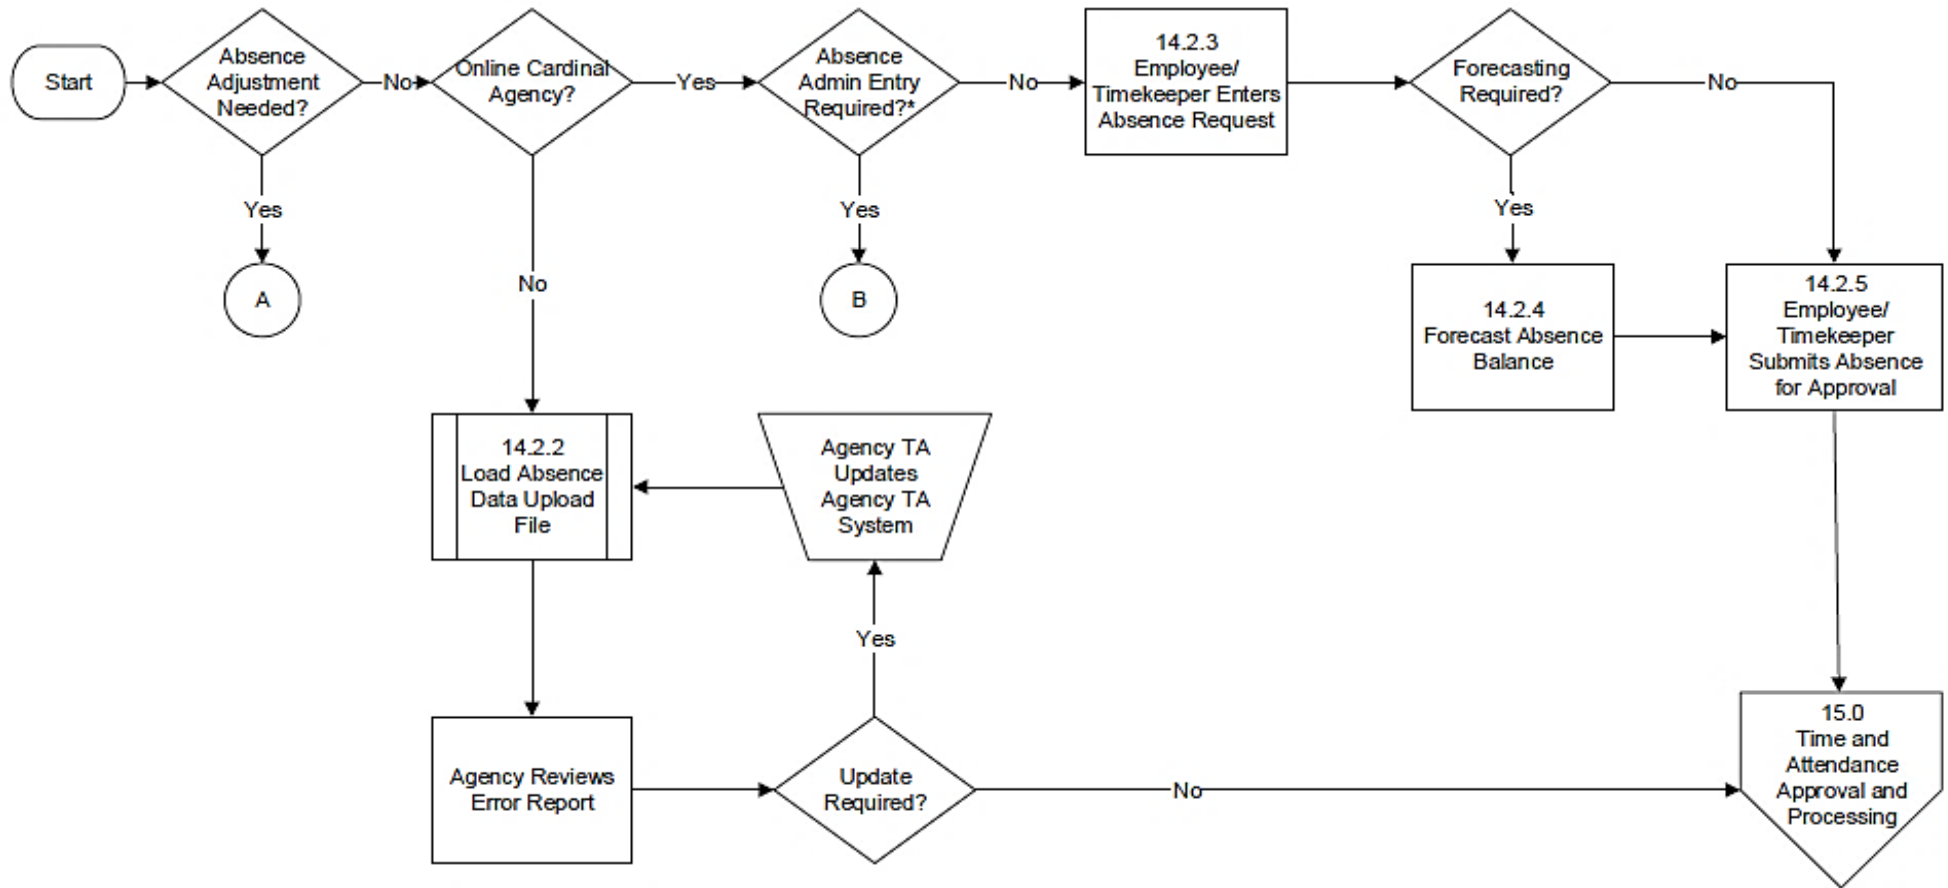 Start
Absence
Adjustment
Needed?
No
Online Cardinal
Agency?
Yes
Absence
Admin Entry
Required?*
No
14.2.3
Employee/
Timekeeper Enters
Absence Request
Forecasting
Required?
No
Yes
A
No
Yes
B
Yes
14.2.4
Forecast Absence
Balance
14.2.5
Employee/
Timekeeper
Submits Absence
for Approval
14.2.2
Load Absence
Data Upload
File
Agency TA
Updates
Agency TA
System
Yes
Agency Reviews
Error Report
Update
Required?
No
15.0
Time and
Attendance
Approval and
Processing